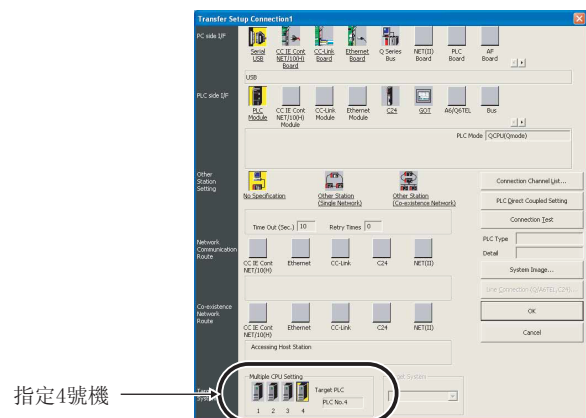 Transfer Setup Connection1
PC side I/F
Serial USB
CC IE Cont NET/10(H) Board
CC-Link Board
Ethernet Board
Q Series Bus
NET(II) Board
PLC Board
AF Board
USB
PLC side I/F
PLC Module
CC IE Cont NET/10(H) Module
CC-Link Module
Ethernet Module
C24
GOT
A6/Q6TEL
Bus
PLC Mode QCPU(Qmode)
Other Station Setting
No Specification
Other Station (Single Network)
Other Station (Co-existence Network)
Time Out (Sec.) 10 Retry Times 0
Connection Channel List...
PLC Direct Coupled Setting
Connection Test
PLC Type
Detail
System Image...
Line Connection (Q/A6TEL,C24)...
OK
Cancel
Network Communication Route
CC IE Cont NET/10(H)
Ethernet
CC-Link
C24
NET(II)
Co-existence Network Route
CC IE Cont NET/10(H)
Ethernet
CC-Link
C24
NET(II)
Accessing Host Station
Multiple CPU Setting
1 2 3 4
Target PLC
PLC No.4
System
指定4號機